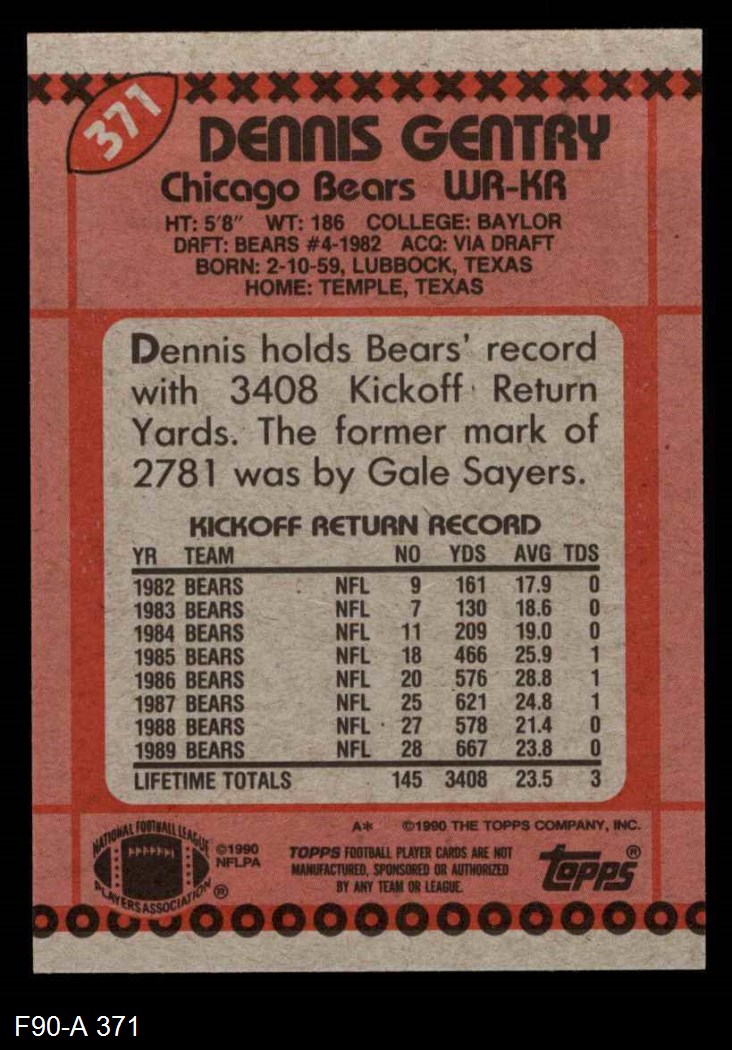 371
DENNIS GENTRY
Chicago Bears WR-KR
HT: 5'8" WT: 186 COLLEGE: BAYLOR
DRFT: BEARS #4-1982 ACQ: VIA DRAFT
BORN: 2-10-59, LUBBOCK, TEXAS
HOME: TEMPLE, TEXAS
Dennis holds Bears' record
with 3408 Kickoff Return
Yards. The former mark of
2781 was by Gale Sayers.
KICKOFF RETURN RECORD
YR TEAM NO YDS AVG TDS
1982 BEARS NFL 9 161 17.9 0
1983 BEARS NFL 7 130 18.6 0
1984 BEARS NFL 11 209 19.0 0
1985 BEARS NFL 18 466 25.9 1
1986 BEARS NFL 20 576 28.8 1
1987 BEARS NFL 25 621 24.8 1
1988 BEARS NFL 27 578 21.4 0
1989 BEARS NFL 28 667 23.8 0
LIFETIME TOTALS 145 3408 23.5 3
A* ©1990 THE TOPPS COMPANY, INC.
NATIONAL FOOTBALL LEAGUE
PLAYERS ASSOCIATION ®
©1990
NFLPA
TOPPS FOOTBALL PLAYER CARDS ARE NOT
MANUFACTURED, SPONSORED OR AUTHORIZED
BY ANY TEAM OR LEAGUE.
topps®
F90-A 371